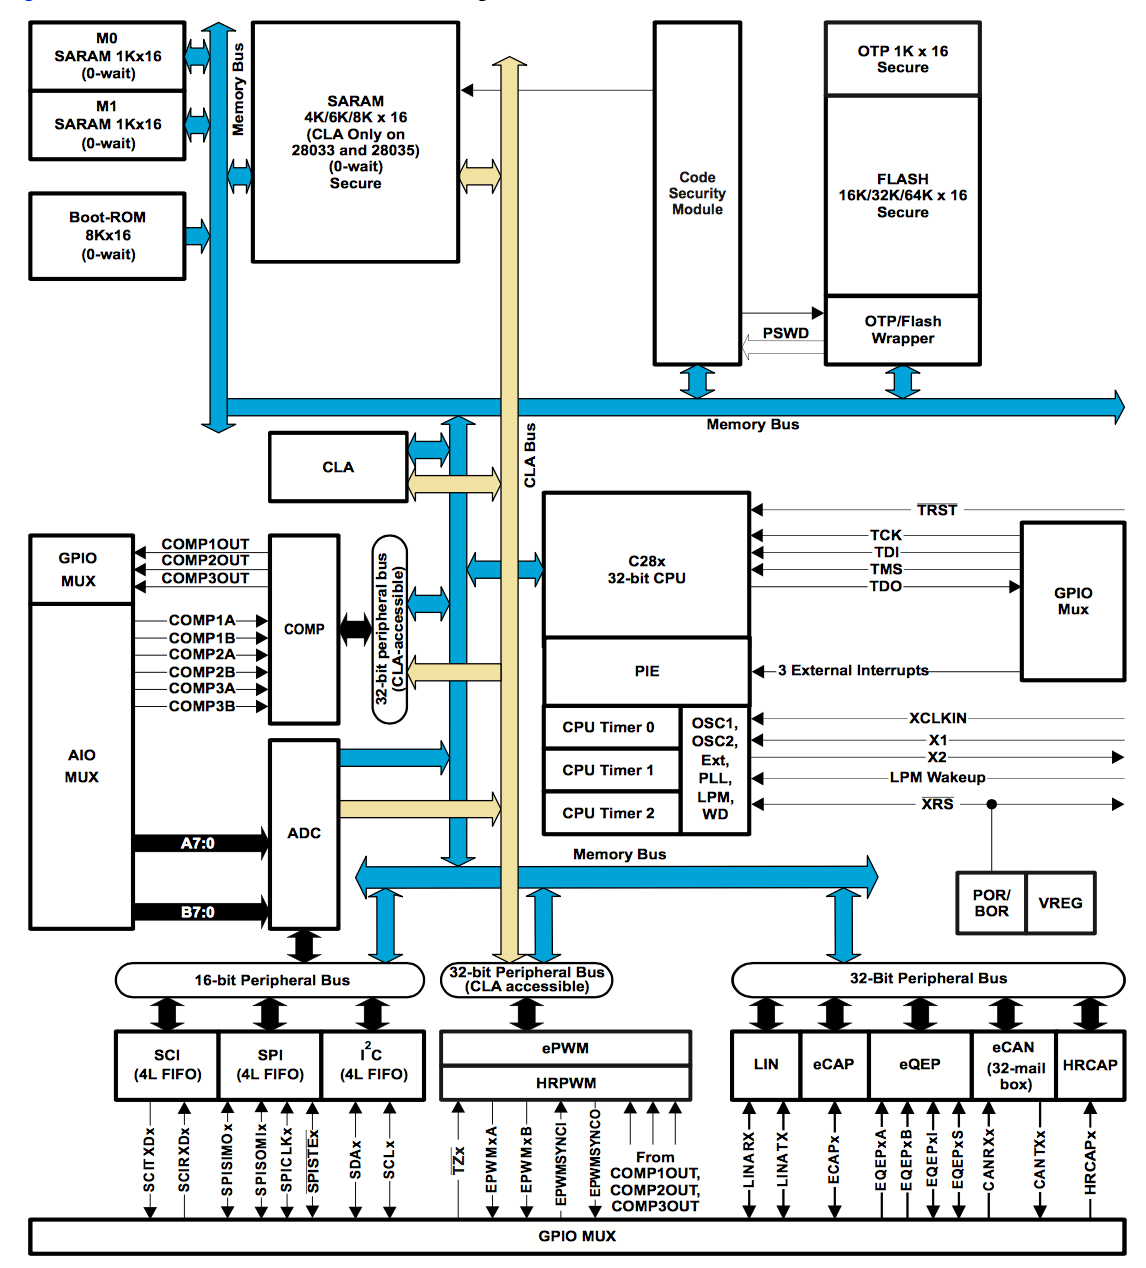 M0
SARAM 1Kx16
(0-wait)
M1
SARAM 1Kx16
(0-wait)
Boot-ROM
8Kx16
(0-wait)
Memory Bus
SARAM
4K/6K/8K x 16
(CLA Only on
28033 and 28035)
(0-wait)
Secure
Code
Security
Module
OTP 1K x 16
Secure
FLASH
16K/32K/64K x 16
Secure
OTP/Flash
Wrapper
PSWD
Memory Bus
CLA Bus
CLA
GPIO
MUX
COMP1OUT
COMP2OUT
COMP3OUT
COMP1A
COMP1B
COMP2A
COMP2B
COMP3A
COMP3B
COMP
32-bit peripheral bus
(CLA-accessible)
AIO
MUX
A7:0
B7:0
ADC
C28x
32-bit CPU
PIE
CPU Timer 0
CPU Timer 1
CPU Timer 2
OSC1,
OSC2,
Ext,
PLL,
LPM,
WD
TRST
TCK
TDI
TMS
TDO
GPIO
Mux
3 External Interrupts
XCLKIN
X1
X2
LPM Wakeup
XRS
POR/
BOR
VREG
Memory Bus
16-bit Peripheral Bus
32-bit Peripheral Bus
(CLA accessible)
32-Bit Peripheral Bus
SCI
(4L FIFO)
SPI
(4L FIFO)
I2C
(4L FIFO)
ePWM
HRPWM
LIN
eCAP
eQEP
eCAN
(32-mail
box)
HRCAP
SCITXDx
SCIRXDx
SPISIMOx
SPISOMIx
SPICLKx
SPISTEx
SDAx
SCLx
TZx
EPWMxA
EPWMxB
EPWMSYNCI
EPWMSYNCO
From
COMP1OUT,
COMP2OUT,
COMP3OUT
LINARX
LINATX
ECAPx
EQEPxA
EQEPxB
EQEPxI
EQEPxS
CANRXx
CANTXx
HRCAPx
GPIO MUX